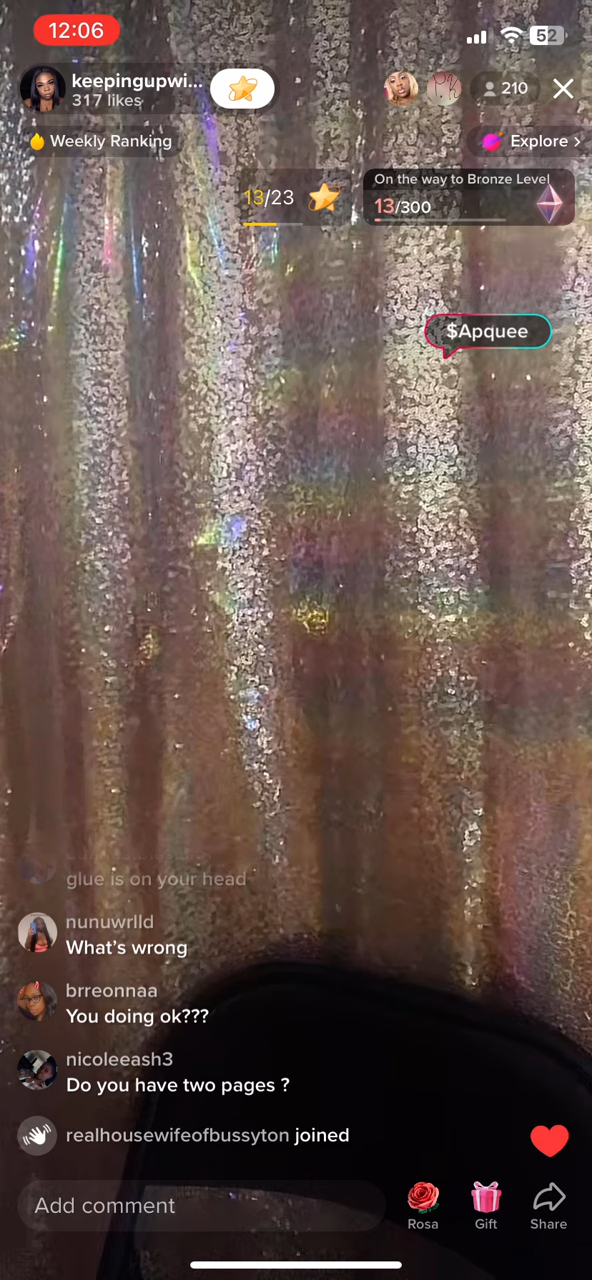 12:06
52
keepingupwi...
317 likes
210
Weekly Ranking
Explore >
13/23
On the way to Bronze Level
13/300
$Apquee
glue is on your head
nunuwrlld
What's wrong
brreonnaa
You doing ok???
nicoleeash3
Do you have two pages ?
realhousewifeofbussyton joined
Add comment
Rosa
Gift
Share